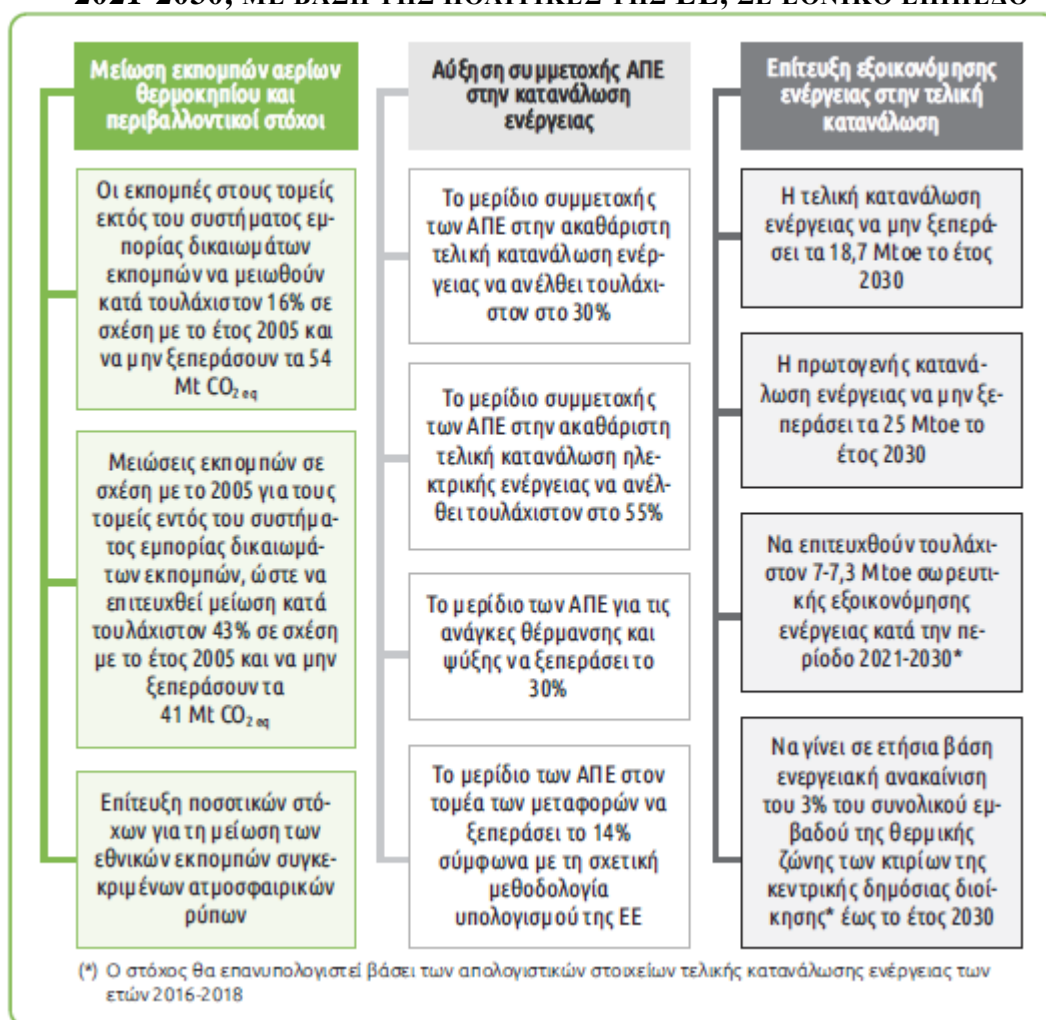 2021-2030, ΜΕ ΒΑΣΗ ΤΗΣ ΠΟΛΙΤΙΚΕΣ ΤΗΣ ΕΕ, ΣΕ ΕΘΝΙΚΟ ΕΠΙΠΕΔΟ
Μείωση εκπομπών αερίων
θερμοκηπίου και
περιβαλλοντικοί στόχοι
Οι εκπομπές στους τομείς
εκτός του συστήματος εμ-
πορίας δικαιωμάτων
εκπομπών να μειωθούν
κατά τουλάχιστον 16% σε
σχέση με το έτος 2005 και
να μην ξεπεράσουν τα 54
Mt CO2 eq
Μειώσεις εκπομπών σε
σχέση με το 2005 για τους
τομείς εντός του συστήμα-
τος εμπορίας δικαιωμά-
των εκπομπών, ώστε να
επιτευχθεί μείωση κατά
τουλάχιστον 43% σε σχέση
με το έτος 2005 και να μην
ξεπεράσουν τα
41 Mt CO2 eq
Επίτευξη ποσοτικών στό-
χων για τη μείωση των
εθνικών εκπομπών συγκε-
κριμένων ατμοσφαιρικών
ρύπων
Αύξηση συμμετοχής ΑΠΕ
στην κατανάλωση
ενέργειας
Το μερίδιο συμμετοχής
των ΑΠΕ στην ακαθάριστη
τελική κατανάλωση ενέρ-
γειας να ανέλθει τουλάχι-
στον στο 30%
Το μερίδιο συμμετοχής
των ΑΠΕ στην ακαθάριστη
τελική κατανάλωση ηλε-
κτρικής ενέργειας να ανέλ-
θει τουλάχιστον στο 55%
Το μερίδιο των ΑΠΕ για τις
ανάγκες θέρμανσης και
ψύξης να ξεπεράσει το
30%
Το μερίδιο των ΑΠΕ στον
τομέα των μεταφορών να
ξεπεράσει το 14%
σύμφωνα με τη σχετική
μεθοδολογία
υπολογισμού της ΕΕ
Επίτευξη εξοικονόμησης
ενέργειας στην τελική
κατανάλωση
Η τελική κατανάλωση
ενέργειας να μην ξεπερά-
σει τα 18,7 Mtoe το έτος
2030
Η πρωτογενής κατανά-
λωση ενέργειας να μην ξε-
περάσει τα 25 Mtoe το
έτος 2030
Να επιτευχθούν τουλάχι-
στον 7-7,3 Mtoe σωρευτι-
κής εξοικονόμησης
ενέργειας κατά την πε-
ρίοδο 2021-2030*
Να γίνει σε ετήσια βάση
ενεργειακή ανακαίνιση
του 3% του συνολικού εμ-
βαδού της θερμικής
ζώνης των κτιρίων της
κεντρικής δημόσιας διοί-
κησης* έως το έτος 2030
(*) Ο στόχος θα επανυπολογιστεί βάσει των απολογιστικών στοιχείων τελικής κατανάλωσης ενέργειας των
ετών 2016-2018